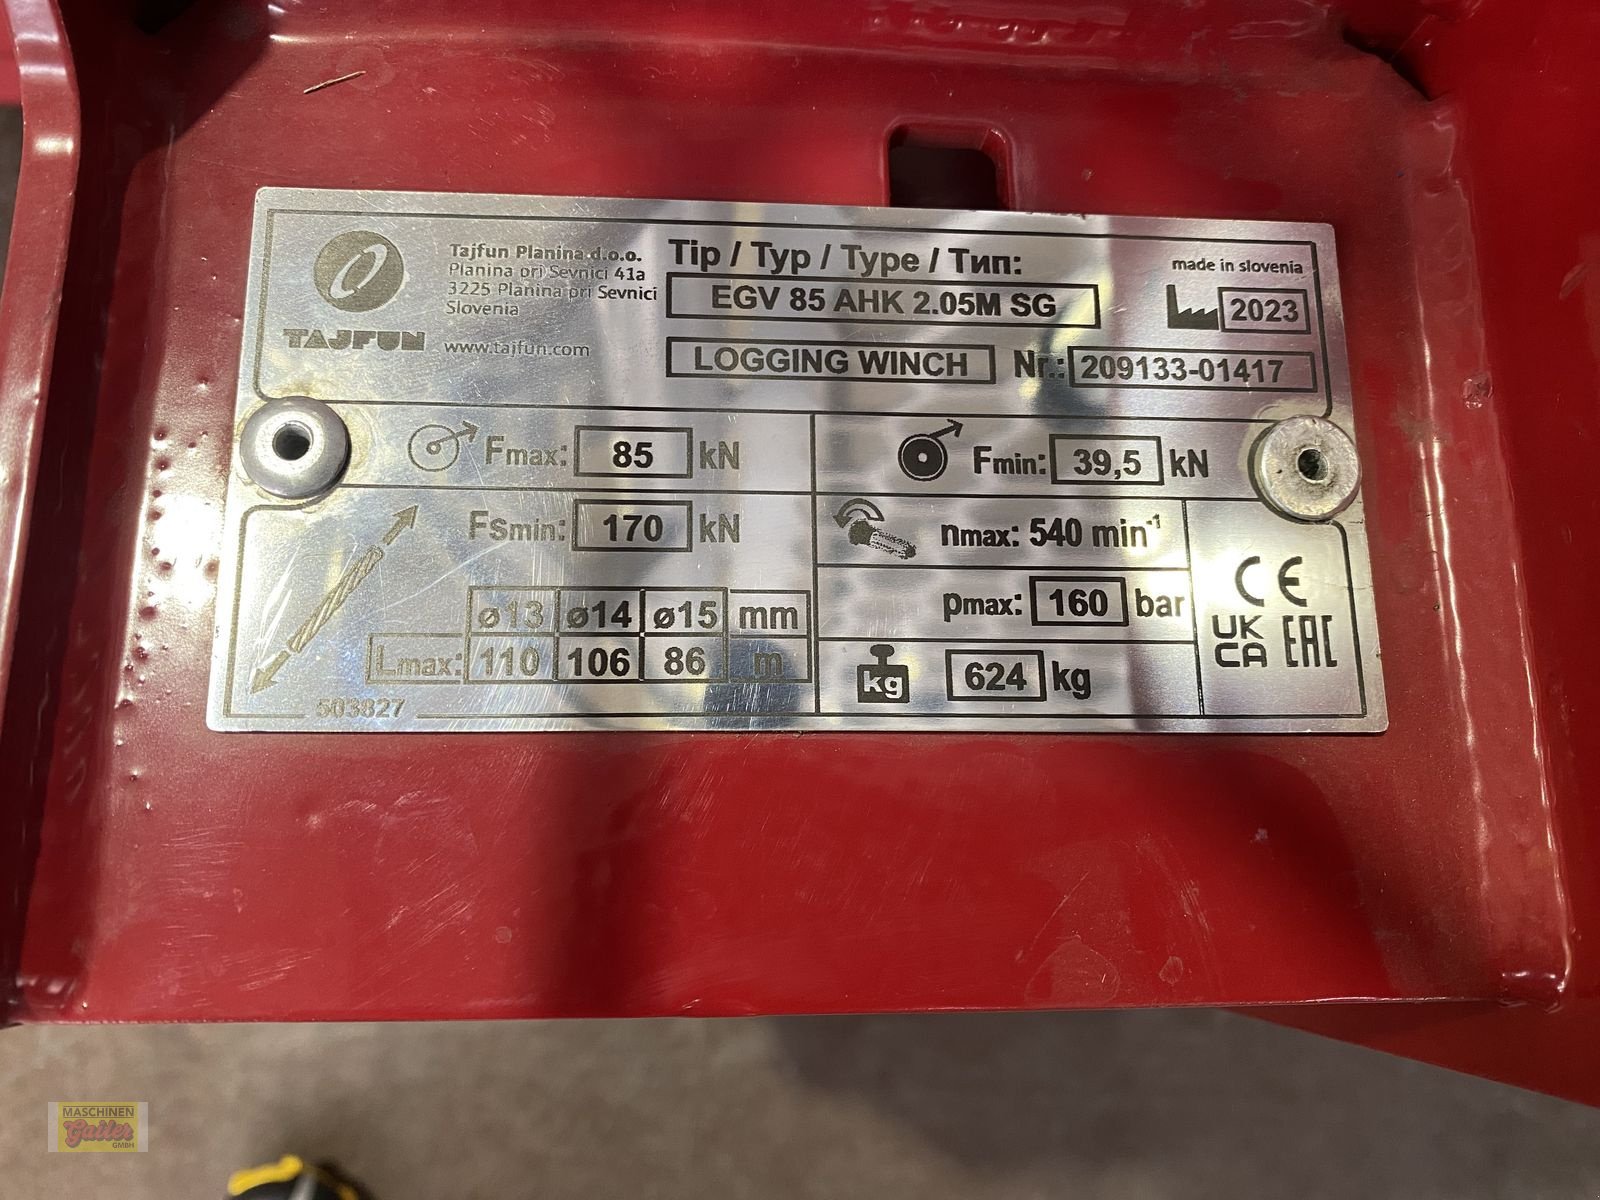 Tajfun Planina d.o.o.
Planina pri Sevnici 41a
3225 Planina pri Sevnici
Slovenia
TAJFUN www.tajfun.com
Tip / Typ / Type / Тип:
EGV 85 AHK 2.05M SG
made in slovenia
2023
LOGGING WINCH Nr.: 209133-01417
Fmax: 85 kN
Fmin: 39,5 kN
Fsmin: 170 kN
nmax: 540 min-1
ø13 ø14 ø15 mm
Lmax: 110 106 86 m
pmax: 160 bar
kg 624 kg
CE
UK
CA EAC
503827
MASCHINEN
Gailer
GMBH